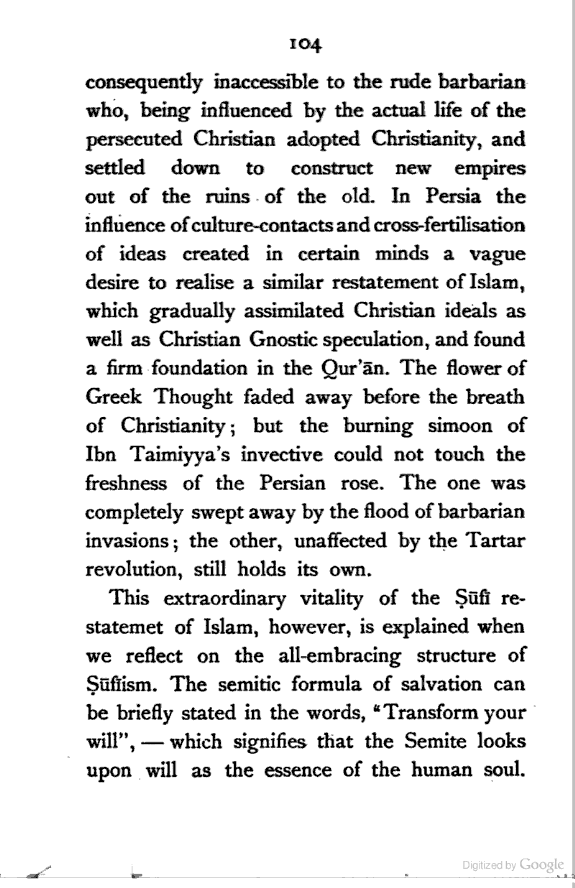 104
consequently inaccessible to the rude barbarian
who, being influenced by the actual life of the
persecuted Christian adopted Christianity, and
settled down to construct new empires
out of the ruins of the old. In Persia the
influence of culture-contacts and cross-fertilisation
of ideas created in certain minds a vague
desire to realise a similar restatement of Islam,
which gradually assimilated Christian ideals as
well as Christian Gnostic speculation, and found
a firm foundation in the Qur'ān. The flower of
Greek Thought faded away before the breath
of Christianity; but the burning simoon of
Ibn Taimiyya's invective could not touch the
freshness of the Persian rose. The one was
completely swept away by the flood of barbarian
invasions; the other, unaffected by the Tartar
revolution, still holds its own.
This extraordinary vitality of the Ṣūfī re-
statemet of Islam, however, is explained when
we reflect on the all-embracing structure of
Ṣūfīism. The semitic formula of salvation can
be briefly stated in the words, “Transform your
will”, — which signifies that the Semite looks
upon will as the essence of the human soul.
Digitized by Google